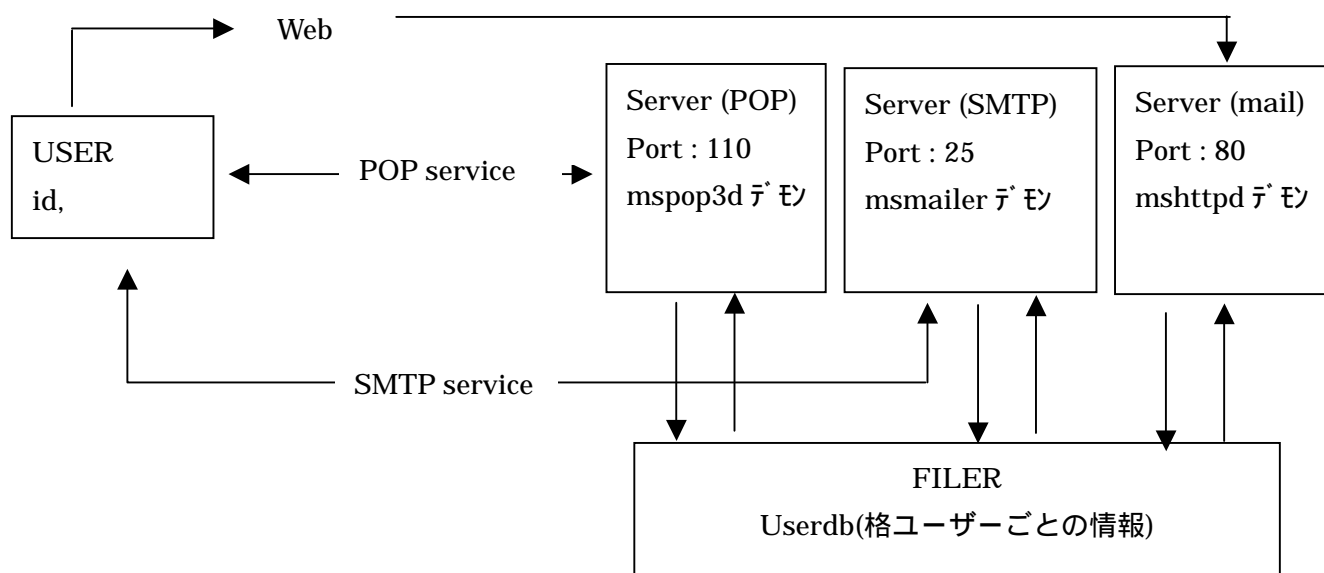 Web
USER
id,
POP service
Server (POP)
Port : 110
mspop3d ﾃﾞﾓﾝ
Server (SMTP)
Port : 25
msmailer ﾃﾞﾓﾝ
Server (mail)
Port : 80
mshttpd ﾃﾞﾓﾝ
SMTP service
FILER
Userdb(格ユーザーごとの情報)